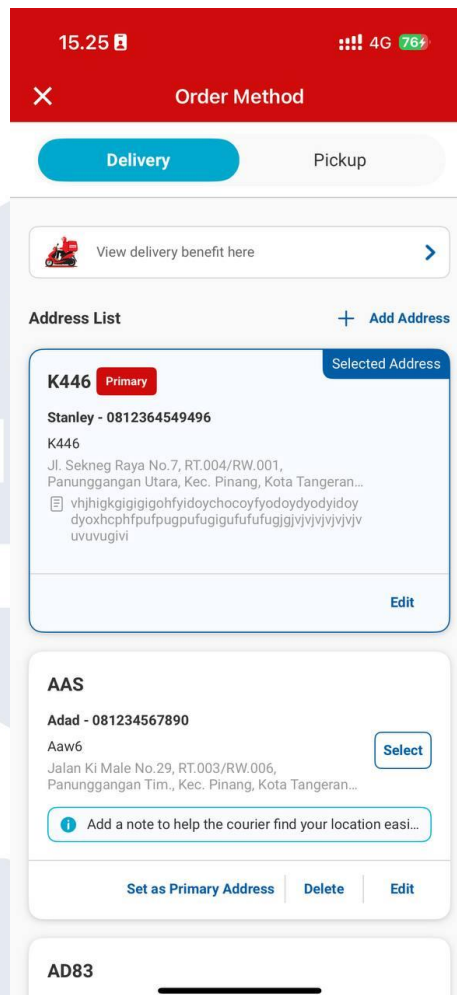 15.25
4G 76
Order Method
Delivery
Pickup
View delivery benefit here
Address List
Add Address
Selected Address
K446 Primary
Stanley - 0812364549496
K446
Jl. Sekneg Raya No.7, RT.004/RW.001,
Panunggangan Utara, Kec. Pinang, Kota Tangeran...
vhjhigkgigigigohfyidoychocoyfyodoydyodyidoy
dyoxhcphfpufpugpufugigufufufugjgjvjvjvjvjvjvjv
uvuvugivi
Edit
AAS
Adad - 081234567890
Aaw6
Select
Jalan Ki Male No.29, RT.003/RW.006,
Panunggangan Tim., Kec. Pinang, Kota Tangeran...
Add a note to help the courier find your location easi...
Set as Primary Address
Delete
Edit
AD83